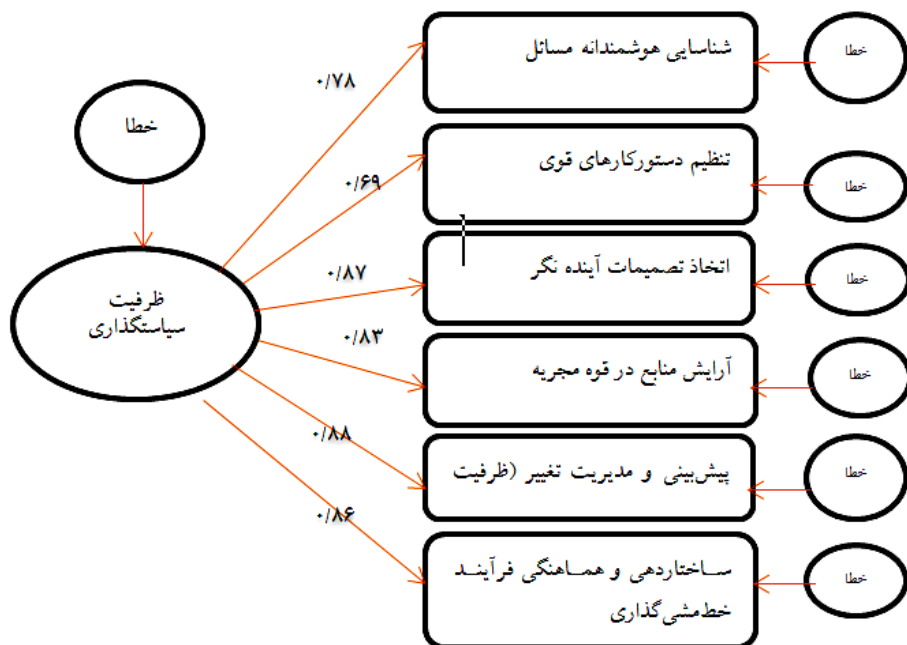 شناسایی هوشمندانه مسائل
خطا
۰/۷۸
خطا
تنظیم دستورکارهای قوی
خطا
۰/۶۹
اتخاذ تصمیمات آینده نگر
خطا
۰/۸۷
ظرفیت
سیاستگذاری
۰/۸۳
آرایش منابع در قوه مجریه
خطا
۰/۸۸
پیش‌بینی و مدیریت تغییر (ظرفیت
خطا
۰/۸۶
ساختاردهی و هماهنگی فرآیند
خط‌مشی‌گذاری
خطا